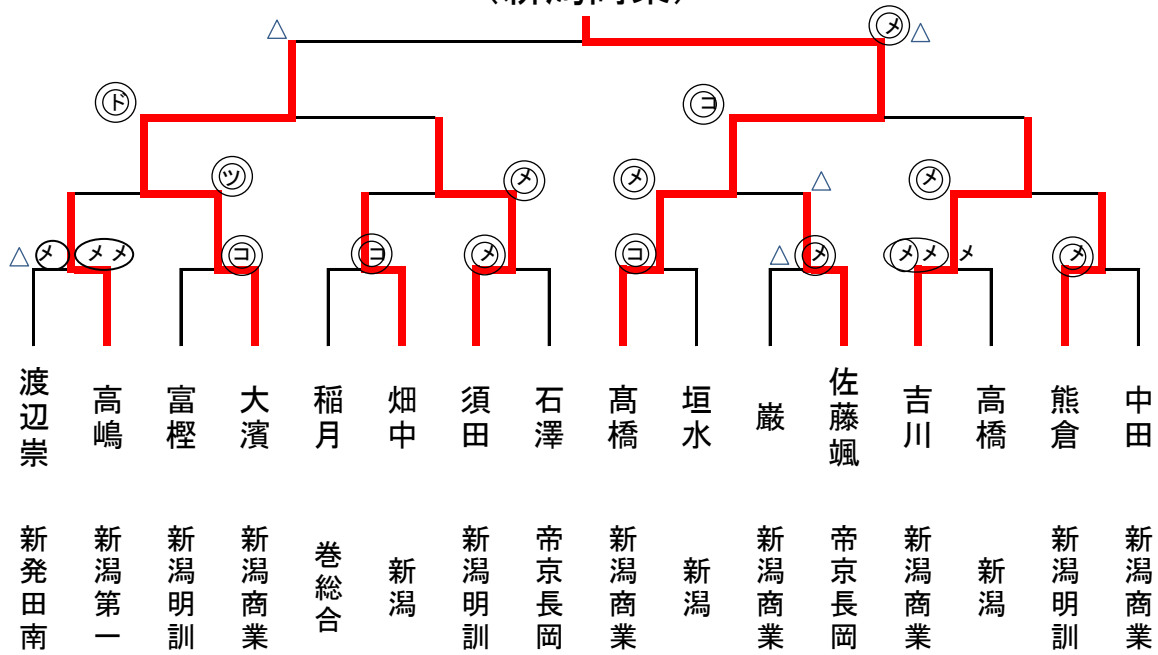 （新潟商業）
△ メ △
ド コ
ツ メ メ △ メ
△ メ メメ コ コ メ コ △ メ メメ メ メ
渡辺崇 高嶋 富樫 大濱 稲月 畑中 須田 石澤 髙橋 垣水 巌 佐藤颯 吉川 高橋 熊倉 中田
新発田南 新潟第一 新潟明訓 新潟商業 巻総合 新潟 新潟明訓 帝京長岡 新潟商業 新潟 新潟商業 帝京長岡 新潟商業 新潟 新潟明訓 新潟商業